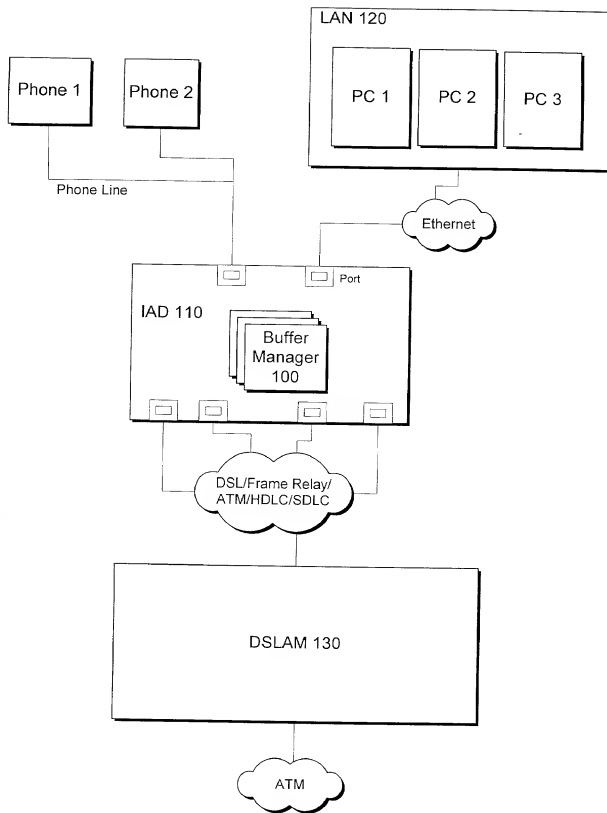 LAN 120
PC 1
PC 2
PC 3
Phone 1
Phone 2
Phone Line
Ethernet
Port
IAD 110
Buffer
Manager
100
DSL/Frame Relay/
ATM/HDLC/SDLC
DSLAM 130
ATM